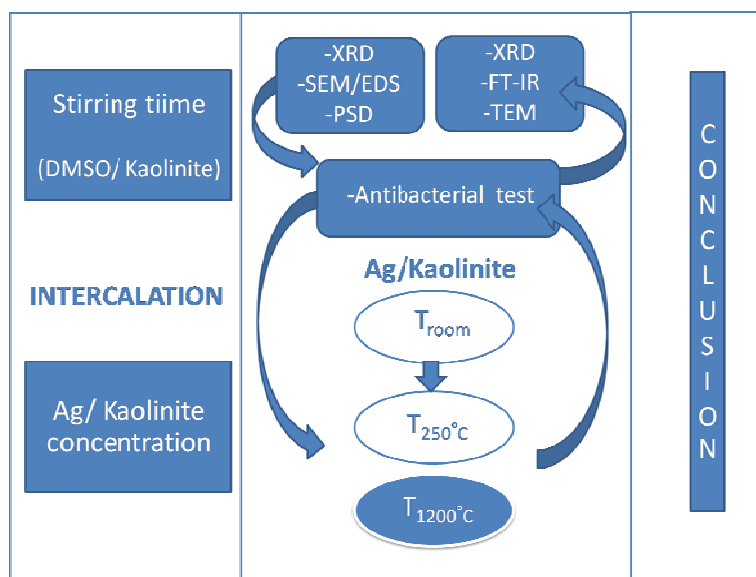 Stirring tiime
(DMSO/ Kaolinite)
INTERCALATION
Ag/ Kaolinite
concentration
-XRD
-SEM/EDS
-PSD
-XRD
-FT-IR
-TEM
-Antibacterial test
Ag/Kaolinite
Troom
T250°C
T1200°C
CONCLUSION